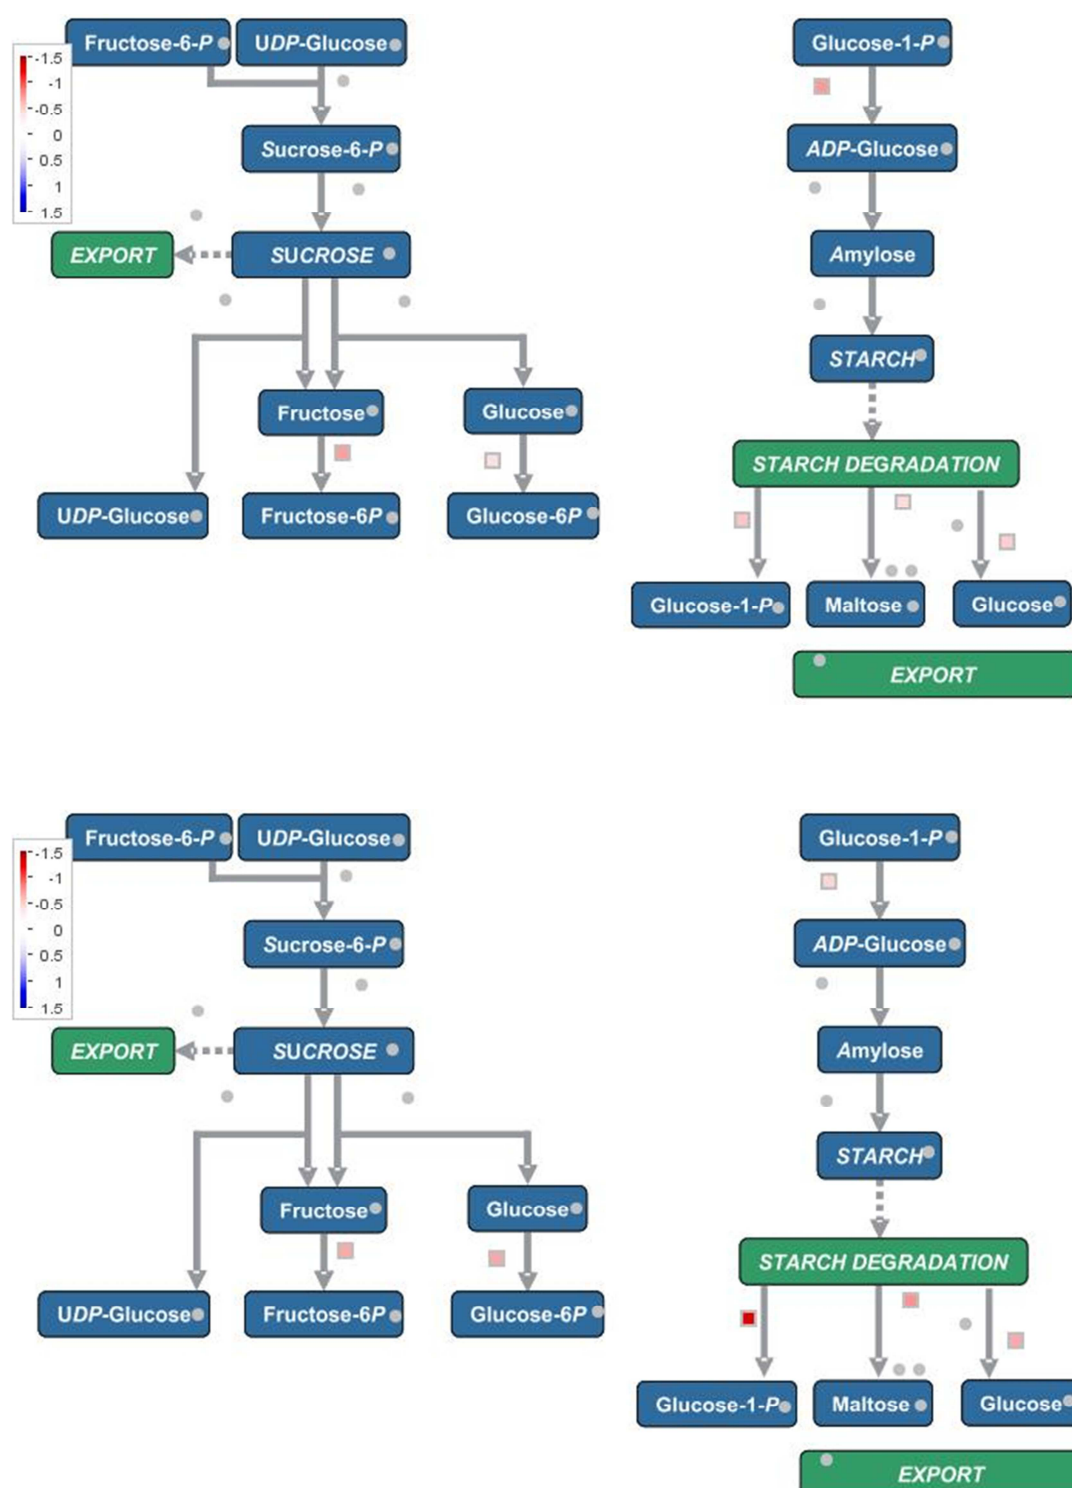 Fructose-6-P
UDP-Glucose
Glucose-1-P
-1.5
-1
-0.5
0
0.5
1
1.5
Sucrose-6-P
ADP-Glucose
EXPORT
SUCROSE
Amylose
STARCH
Fructose
Glucose
STARCH DEGRADATION
UDP-Glucose
Fructose-6P
Glucose-6P
Glucose-1-P
Maltose
Glucose
EXPORT
Fructose-6-P
UDP-Glucose
Glucose-1-P
-1.5
-1
-0.5
0
0.5
1
1.5
Sucrose-6-P
ADP-Glucose
EXPORT
SUCROSE
Amylose
STARCH
Fructose
Glucose
STARCH DEGRADATION
UDP-Glucose
Fructose-6P
Glucose-6P
Glucose-1-P
Maltose
Glucose
EXPORT